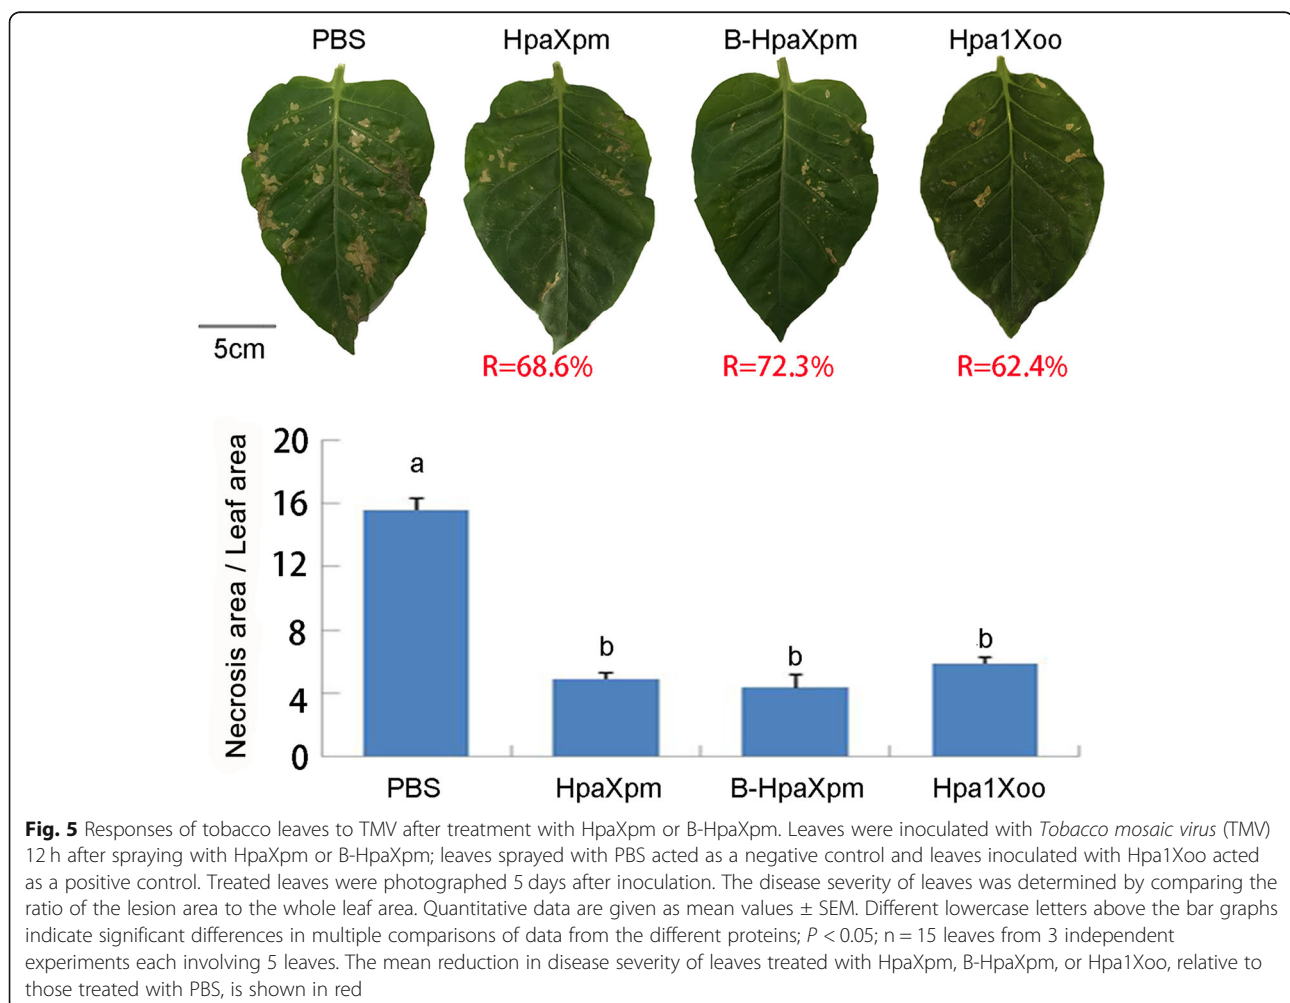 PBS HpaXpm B-HpaXpm Hpa1Xoo
5cm
R=68.6% R=72.3% R=62.4%
Necrosis area / Leaf area
20
16
12
8
4
0
a
b
b
b
PBS HpaXpm B-HpaXpm Hpa1Xoo
Fig. 5 Responses of tobacco leaves to TMV after treatment with HpaXpm or B-HpaXpm. Leaves were inoculated with Tobacco mosaic virus (TMV)
12 h after spraying with HpaXpm or B-HpaXpm; leaves sprayed with PBS acted as a negative control and leaves inoculated with Hpa1Xoo acted
as a positive control. Treated leaves were photographed 5 days after inoculation. The disease severity of leaves was determined by comparing the
ratio of the lesion area to the whole leaf area. Quantitative data are given as mean values ± SEM. Different lowercase letters above the bar graphs
indicate significant differences in multiple comparisons of data from the different proteins; P < 0.05; n = 15 leaves from 3 independent
experiments each involving 5 leaves. The mean reduction in disease severity of leaves treated with HpaXpm, B-HpaXpm, or Hpa1Xoo, relative to
those treated with PBS, is shown in red